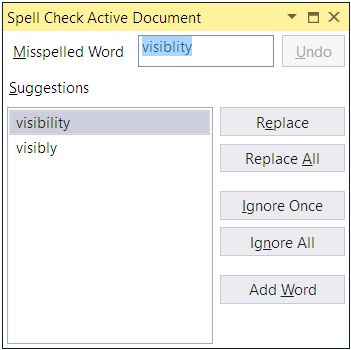 Spell Check Active Document
Misspelled Word visiblity Undo
Suggestions
visibility
visibly
Replace
Replace All
Ignore Once
Ignore All
Add Word